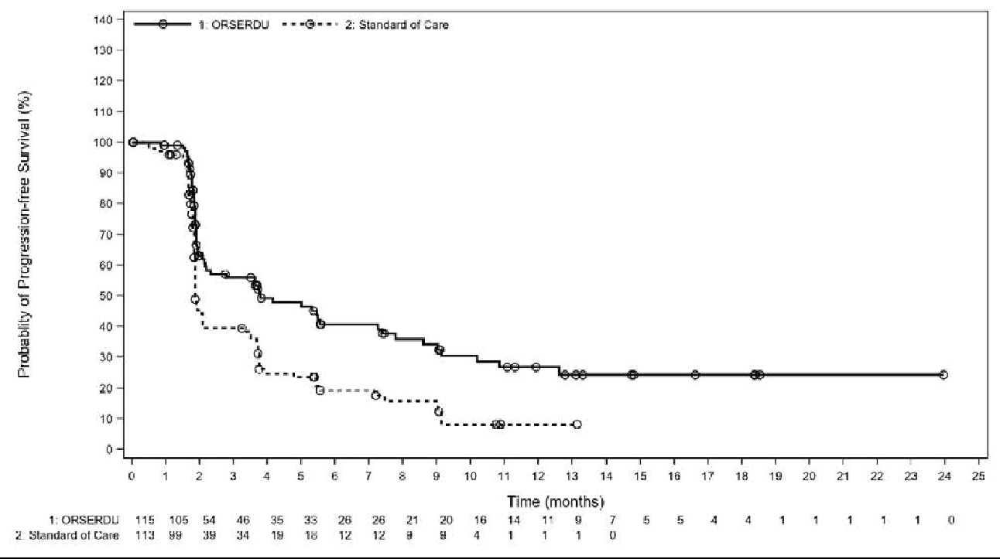 140
1: ORSERDU 2: Standard of Care
130
120
110
100
90
80
70
60
50
40
30
20
10
0
Probablity of Progression-free Survival (%)
0 1 2 3 4 5 6 7 8 9 10 11 12 13 14 15 16 17 18 19 20 21 22 23 24 25
Time (months)
1: ORSERDU 115 105 54 46 35 33 26 26 21 20 16 14 11 9 7 5 5 4 4 1 1 1 1 1 0
2: Standard of Care 113 99 39 34 19 18 12 12 9 9 4 1 1 1 0